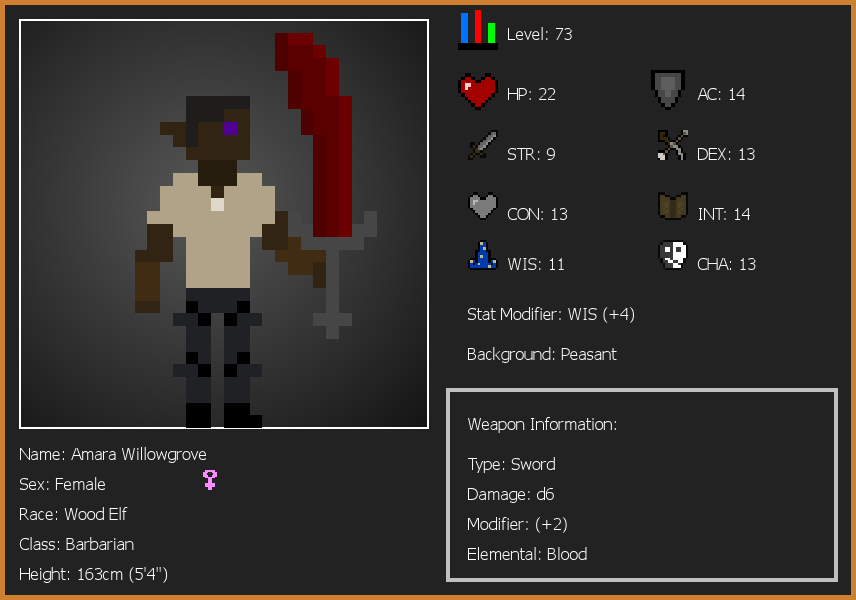 Level: 73
HP: 22
AC: 14
STR: 9
DEX: 13
CON: 13
INT: 14
WIS: 11
CHA: 13
Stat Modifier: WIS (+4)
Background: Peasant
Weapon Information:
Type: Sword
Damage: d6
Modifier: (+2)
Elemental: Blood
Name: Amara Willowgrove
Sex: Female
Race: Wood Elf
Class: Barbarian
Height: 163cm (5'4")